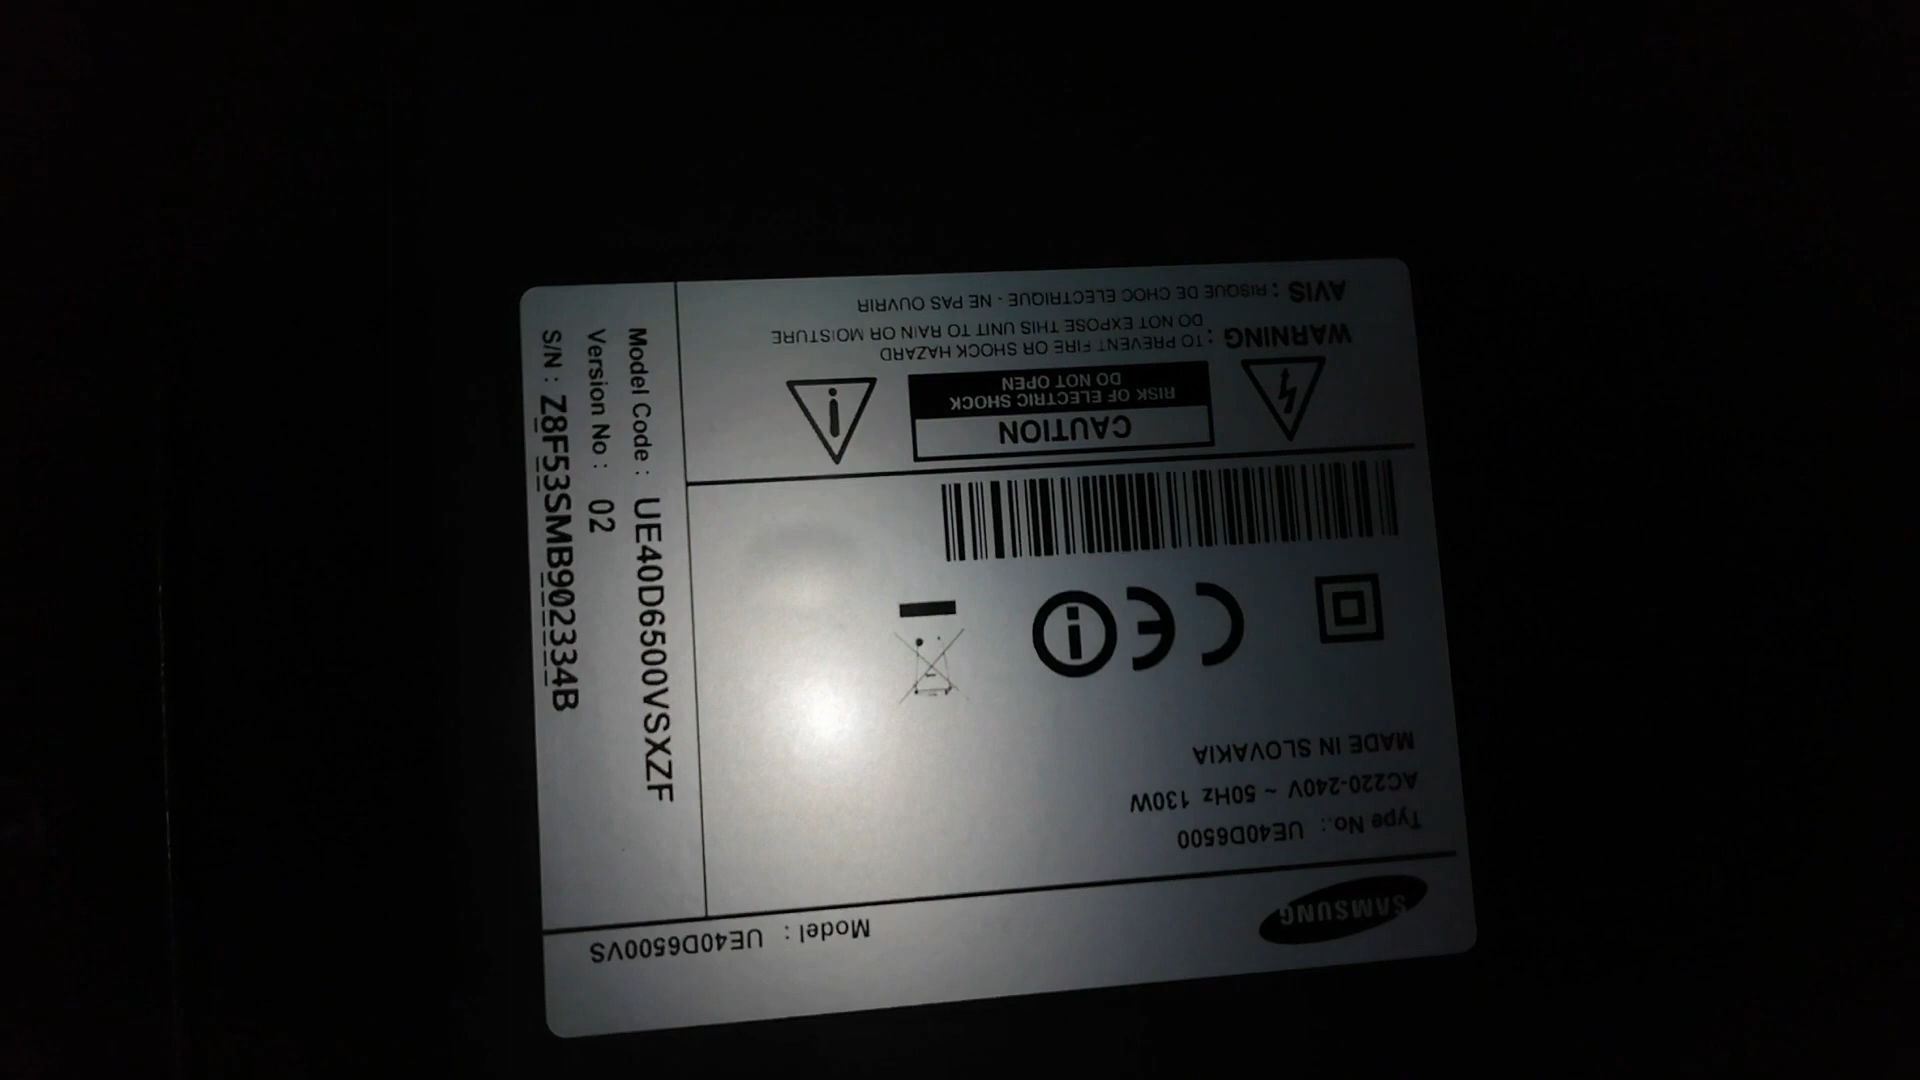 SAMSUNG
Model : UE40D6500VS
Type No.: UE40D6500
AC220-240V ~ 50Hz 130W
MADE IN SLOVAKIA
CE
CAUTION
RISK OF ELECTRIC SHOCK
DO NOT OPEN
WARNING : TO PREVENT FIRE OR SHOCK HAZARD
DO NOT EXPOSE THIS UNIT TO RAIN OR MOISTURE
AVIS : RISQUE DE CHOC ELECTRIQUE - NE PAS OUVRIR
Model Code : UE40D6500VSXZF
Version No : 02
S/N : Z8F53SMB902334B